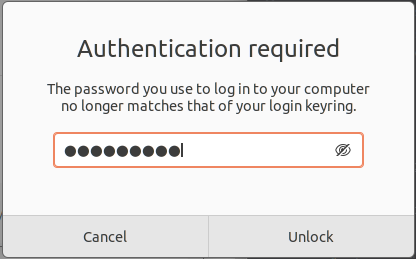 Authentication required
The password you use to log in to your computer
no longer matches that of your login keyring.
●●●●●●●●●
Cancel
Unlock